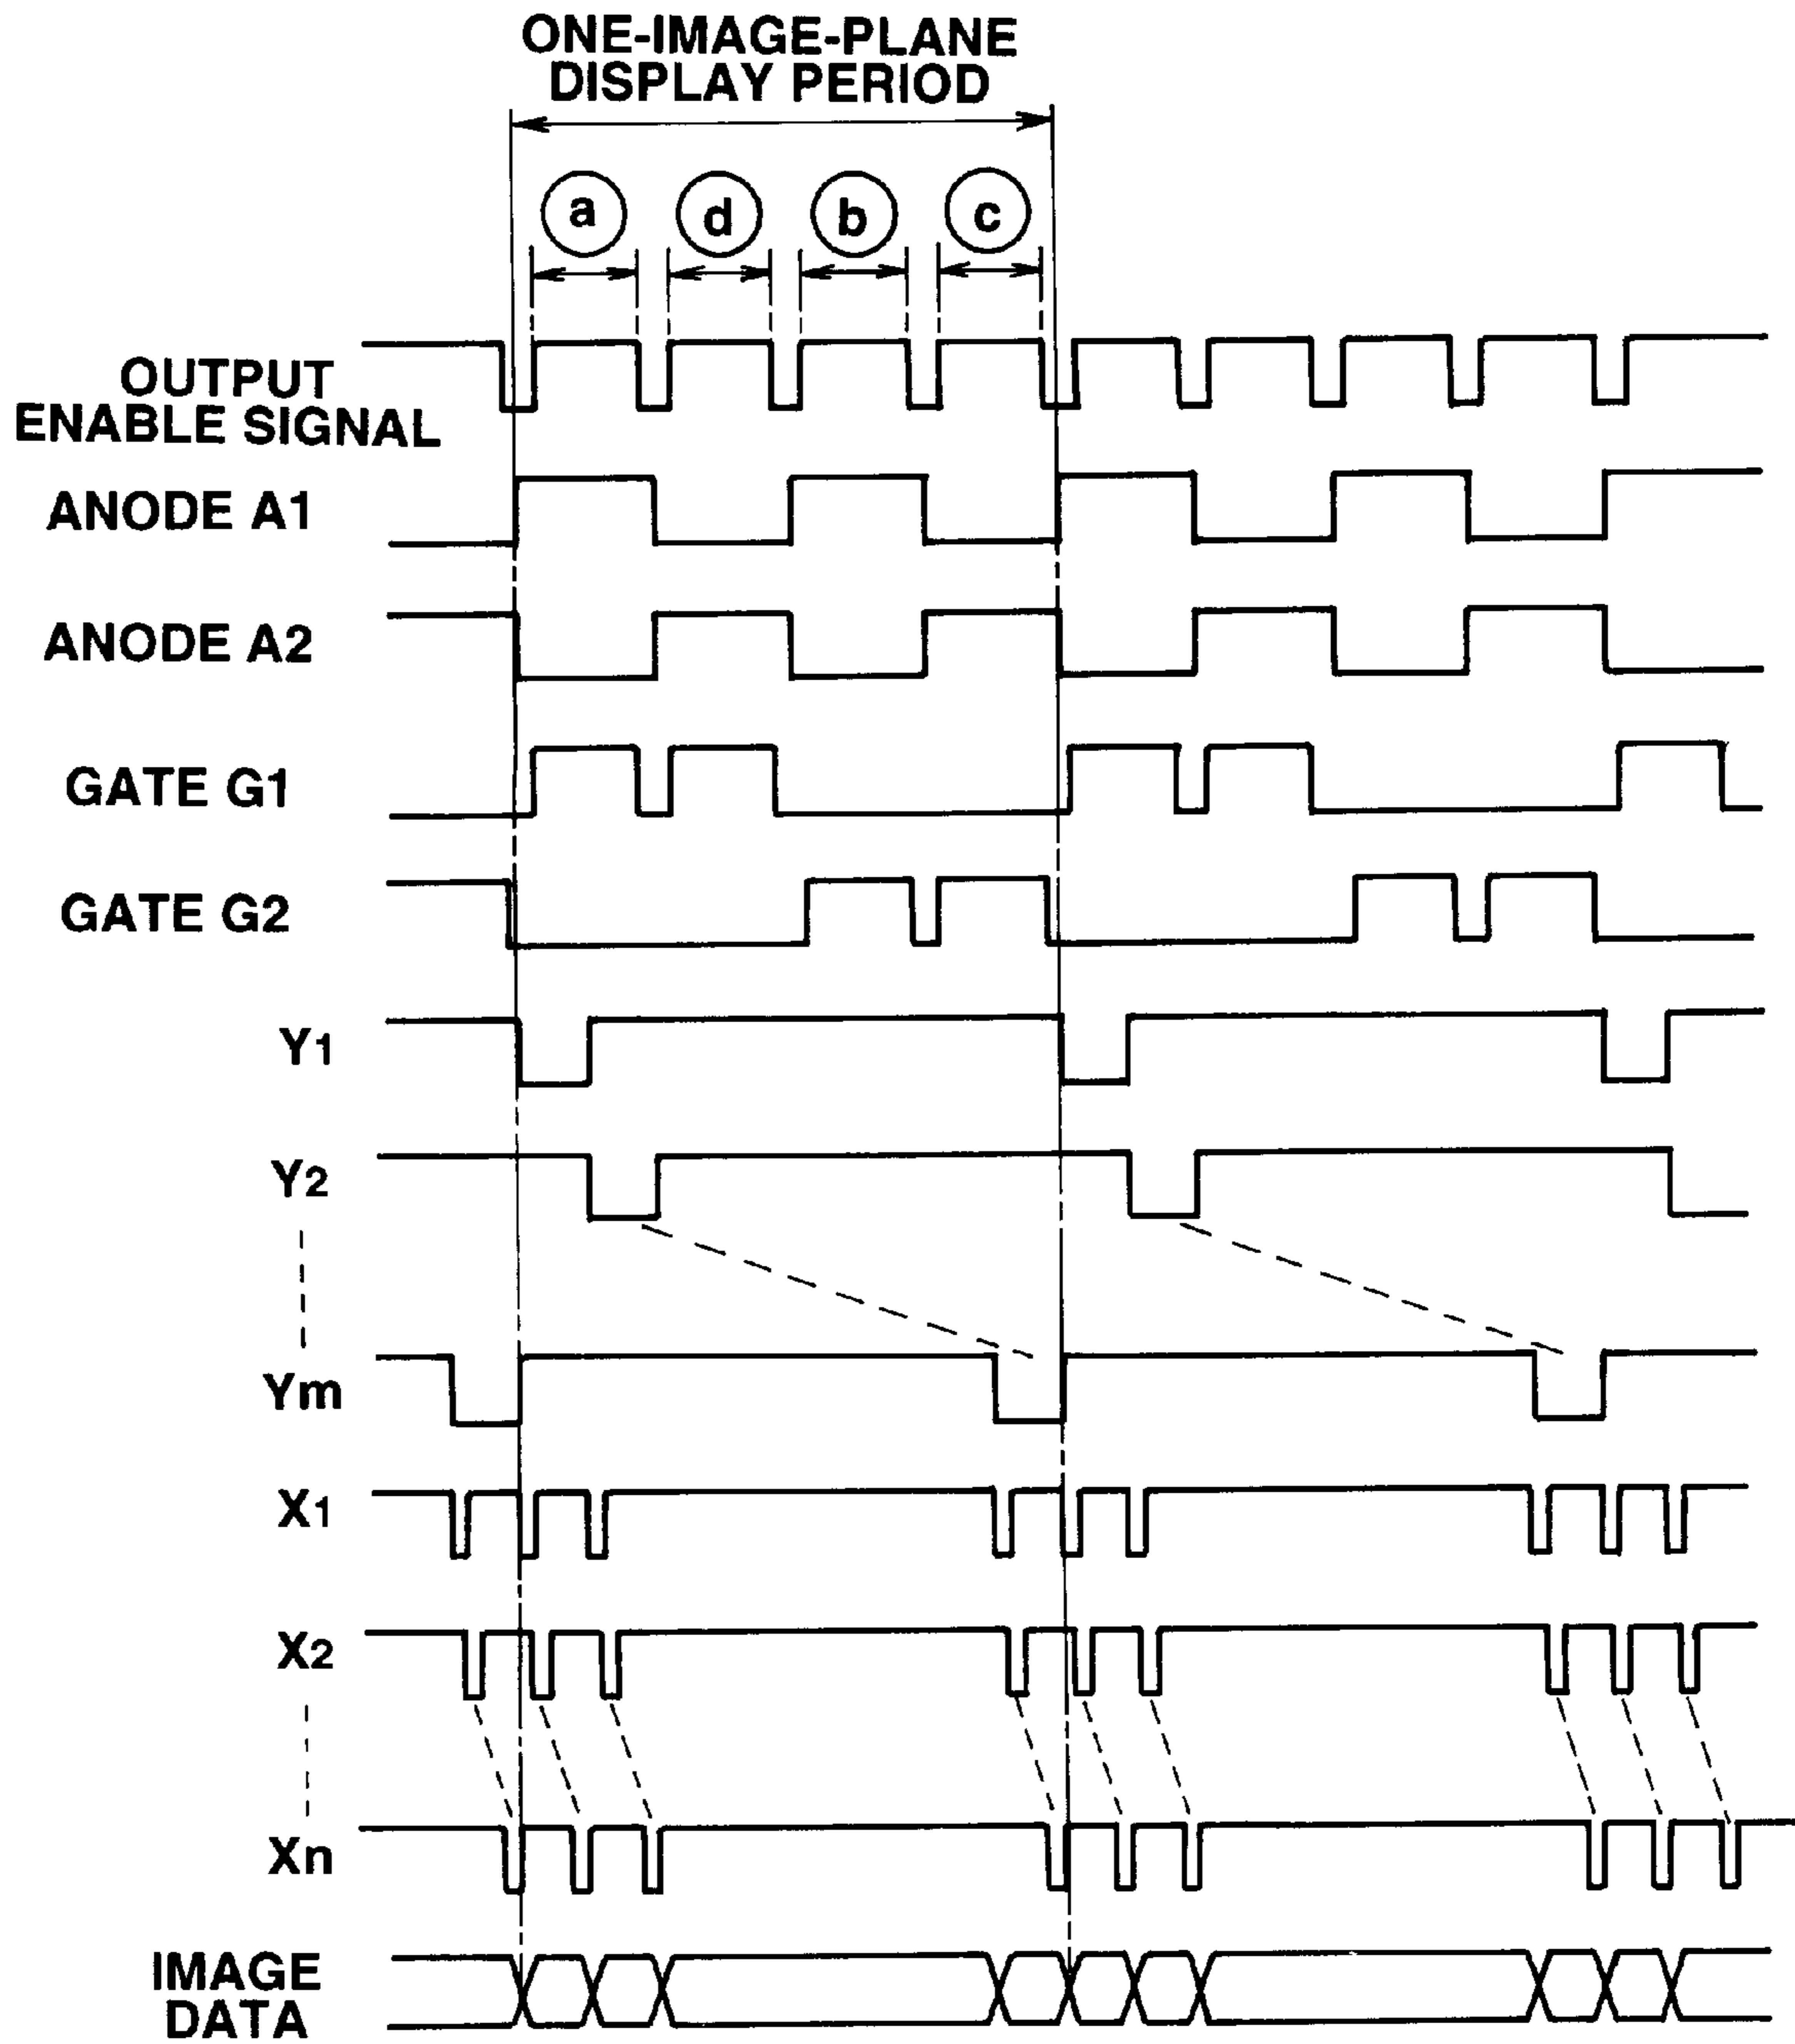 ONE-IMAGE-PLANE
DISPLAY PERIOD
a d b c
OUTPUT
ENABLE SIGNAL
ANODE A1
ANODE A2
GATE G1
GATE G2
Y1
Y2
Ym
X1
X2
Xn
IMAGE
DATA